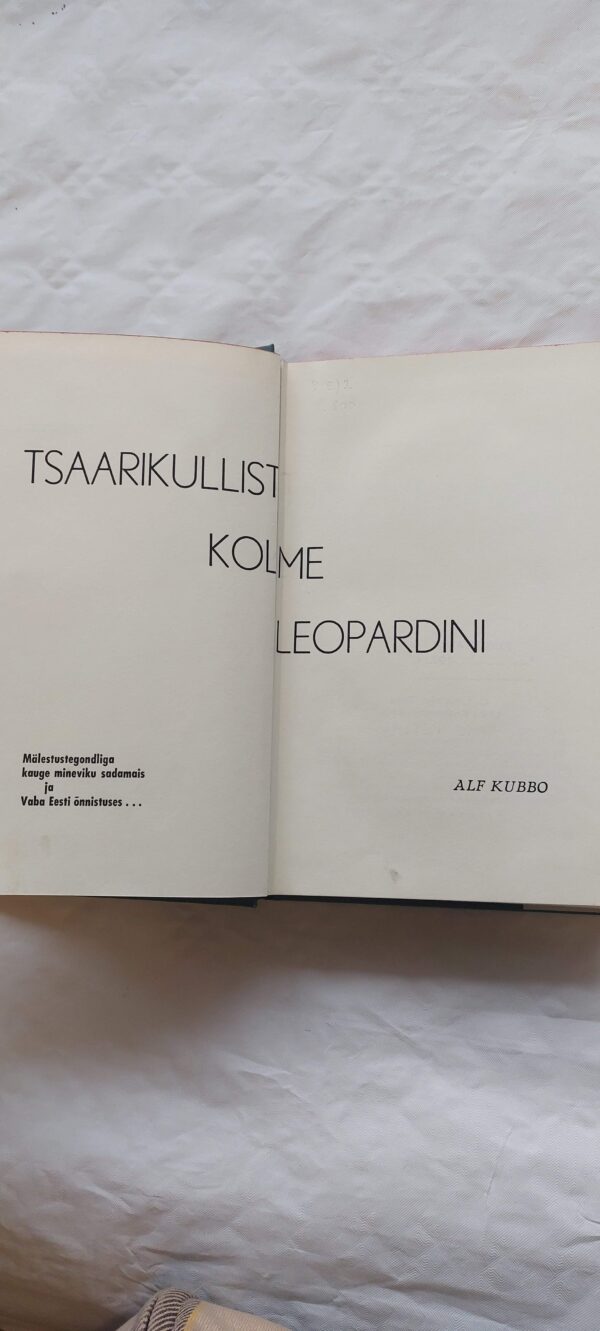 TSAARIKULLIST
KOLME
LEOPARDINI
Mälestustegondliga
kauge mineviku sadamais
ja
Vaba Eesti õnnistuses . . .
ALF KUBBO